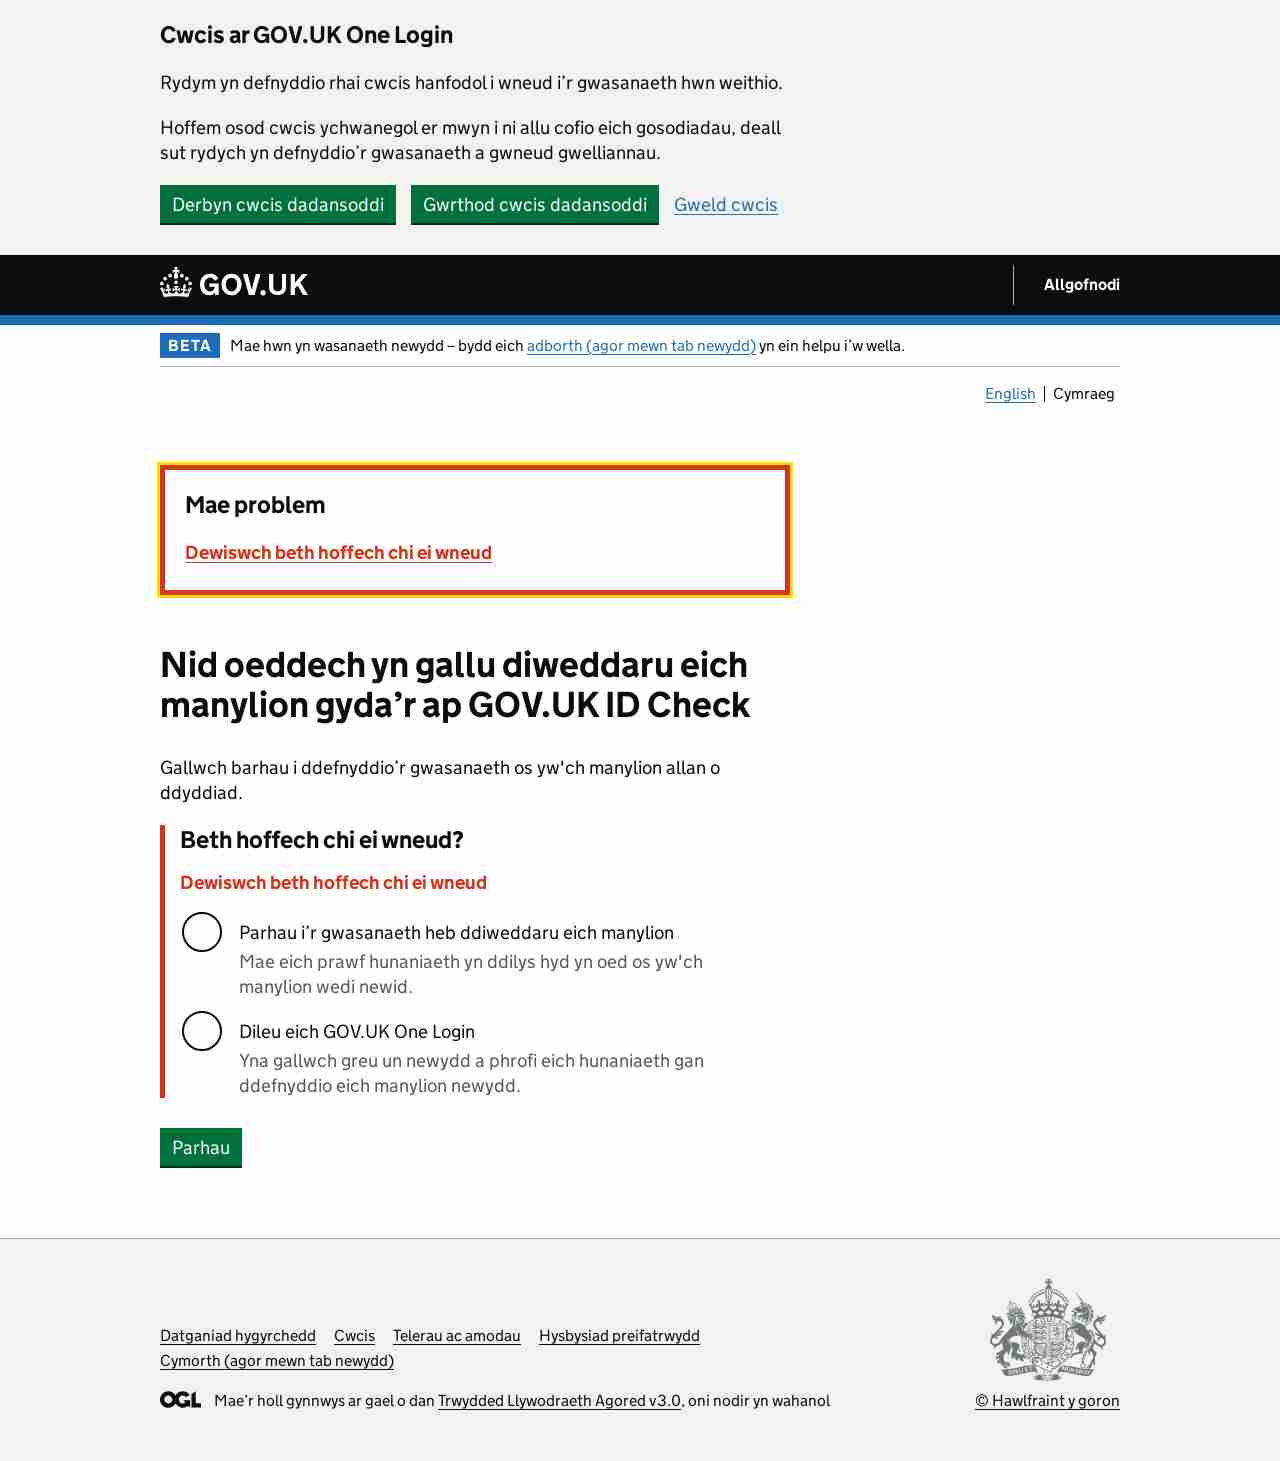 Cwcis ar GOV.UK One Login
Rydym yn defnyddio rhai cwcis hanfodol i wneud i’r gwasanaeth hwn weithio.
Hoffem osod cwcis ychwanegol er mwyn i ni allu cofio eich gosodiadau, deall
sut rydych yn defnyddio’r gwasanaeth a gwneud gwelliannau.
Derbyn cwcis dadansoddi Gwrthod cwcis dadansoddi Gweld cwcis
GOV.UK Allgofnodi
BETA Mae hwn yn wasanaeth newydd – bydd eich adborth (agor mewn tab newydd) yn ein helpu i’w wella.
English Cymraeg
Mae problem
Dewiswch beth hoffech chi ei wneud
Nid oeddech yn gallu diweddaru eich
manylion gyda’r ap GOV.UK ID Check
Gallwch barhau i ddefnyddio’r gwasanaeth os yw'ch manylion allan o
ddyddiad.
Beth hoffech chi ei wneud?
Dewiswch beth hoffech chi ei wneud
Parhau i’r gwasanaeth heb ddiweddaru eich manylion
Mae eich prawf hunaniaeth yn ddilys hyd yn oed os yw'ch
manylion wedi newid.
Dileu eich GOV.UK One Login
Yna gallwch greu un newydd a phrofi eich hunaniaeth gan
ddefnyddio eich manylion newydd.
Parhau
Datganiad hygyrchedd Cwcis Telerau ac amodau Hysbysiad preifatrwydd
Cymorth (agor mewn tab newydd)
OGL Mae’r holl gynnwys ar gael o dan Trwydded Llywodraeth Agored v3.0, oni nodir yn wahanol
© Hawlfraint y goron